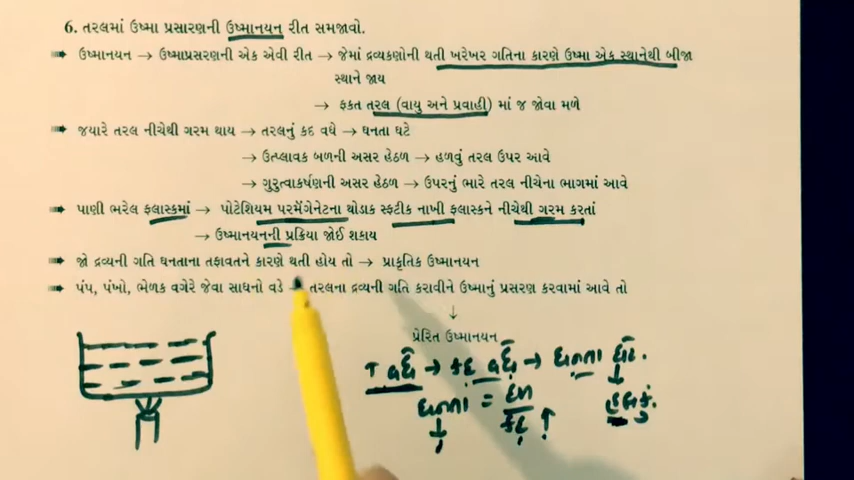 6. તરલમાં ઉષ્મા પ્રસારણની ઉષ્માનયન રીત સમજાવો.
➠ ઉષ્માનયન → ઉષ્માપ્રસરણની એક એવી રીત → જેમાં દ્રવ્યકણોની થતી ખરેખર ગતિના કારણે ઉષ્મા એક સ્થાનેથી બીજા
સ્થાને જાય
→ ફક્ત તરલ (વાયુ અને પ્રવાહી) માં જ જોવા મળે
➠ જયારે તરલ નીચેથી ગરમ થાય → તરલનું કદ વધે → ઘનતા ઘટે
→ ઉત્પ્લાવક બળની અસર હેઠળ → હળવું તરલ ઉપર આવે
→ ગુરુત્વાકર્ષણની અસર હેઠળ → ઉપરનું ભારે તરલ નીચેના ભાગમાં આવે
➠ પાણી ભરેલ ફલાસ્કમાં → પોટેશિયમ પરમેંગેનેટના થોડાક સ્ફટીક નાખી ફલાસ્કને નીચેથી ગરમ કરતાં
→ ઉષ્માનયનની પ્રક્રિયા જોઈ શકાય
➠ જો દ્રવ્યની ગતિ ઘનતાના તફાવતને કારણે થતી હોય તો → પ્રાકૃતિક ઉષ્માનયન
➠ પંપ, પંખો, ભેળક વગેરે જેવા સાધનો વડે → તરલના દ્રવ્યની ગતિ કરાવીને ઉષ્માનું પ્રસરણ કરવામાં આવે તો
↓
પ્રેરિત ઉષ્માનયન
T વધે → કદ વધે → ઘનતા ઘટે.
↓
ઘનતા = દળ / કદ ↑
↓
હલકું.